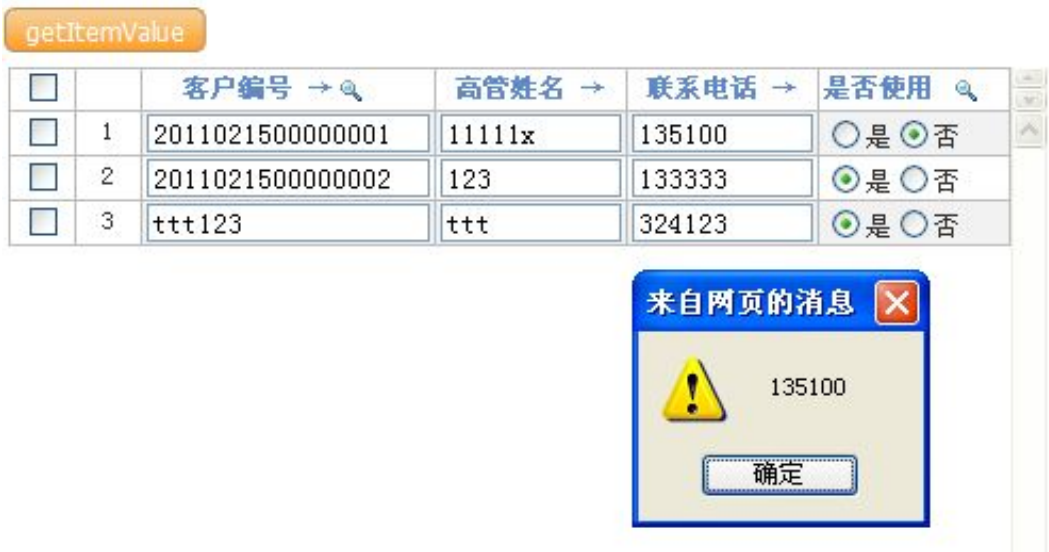 getItemValue
客户编号 高管姓名 联系电话 是否使用
1 2011021500000001 11111x 135100 是 否
2 2011021500000002 123 133333 是 否
3 ttt123 ttt 324123 是 否
来自网页的消息
135100
确定